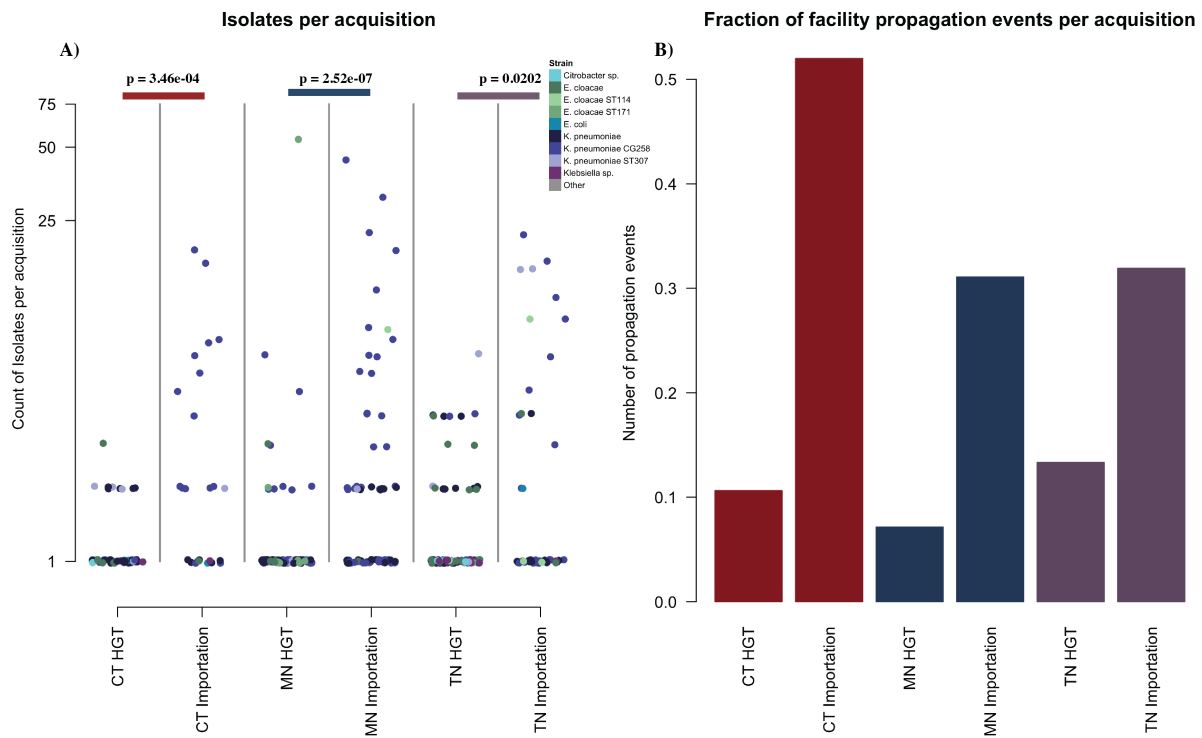 Isolates per acquisition
A)
p = 3.46e-04
p = 2.52e-07
p = 0.0202
Strain
Citrobacter sp.
E. cloacae
E. cloacae ST114
E. cloacae ST171
E. coli
K. pneumoniae
K. pneumoniae CG258
K. pneumoniae ST307
Klebsiella sp.
Other
Count of Isolates per acquisition
75
50
25
1
CT HGT
CT Importation
MN HGT
MN Importation
TN HGT
TN Importation
Fraction of facility propagation events per acquisition
B)
Number of propagation events
0.5
0.4
0.3
0.2
0.1
0.0
CT HGT
CT Importation
MN HGT
MN Importation
TN HGT
TN Importation